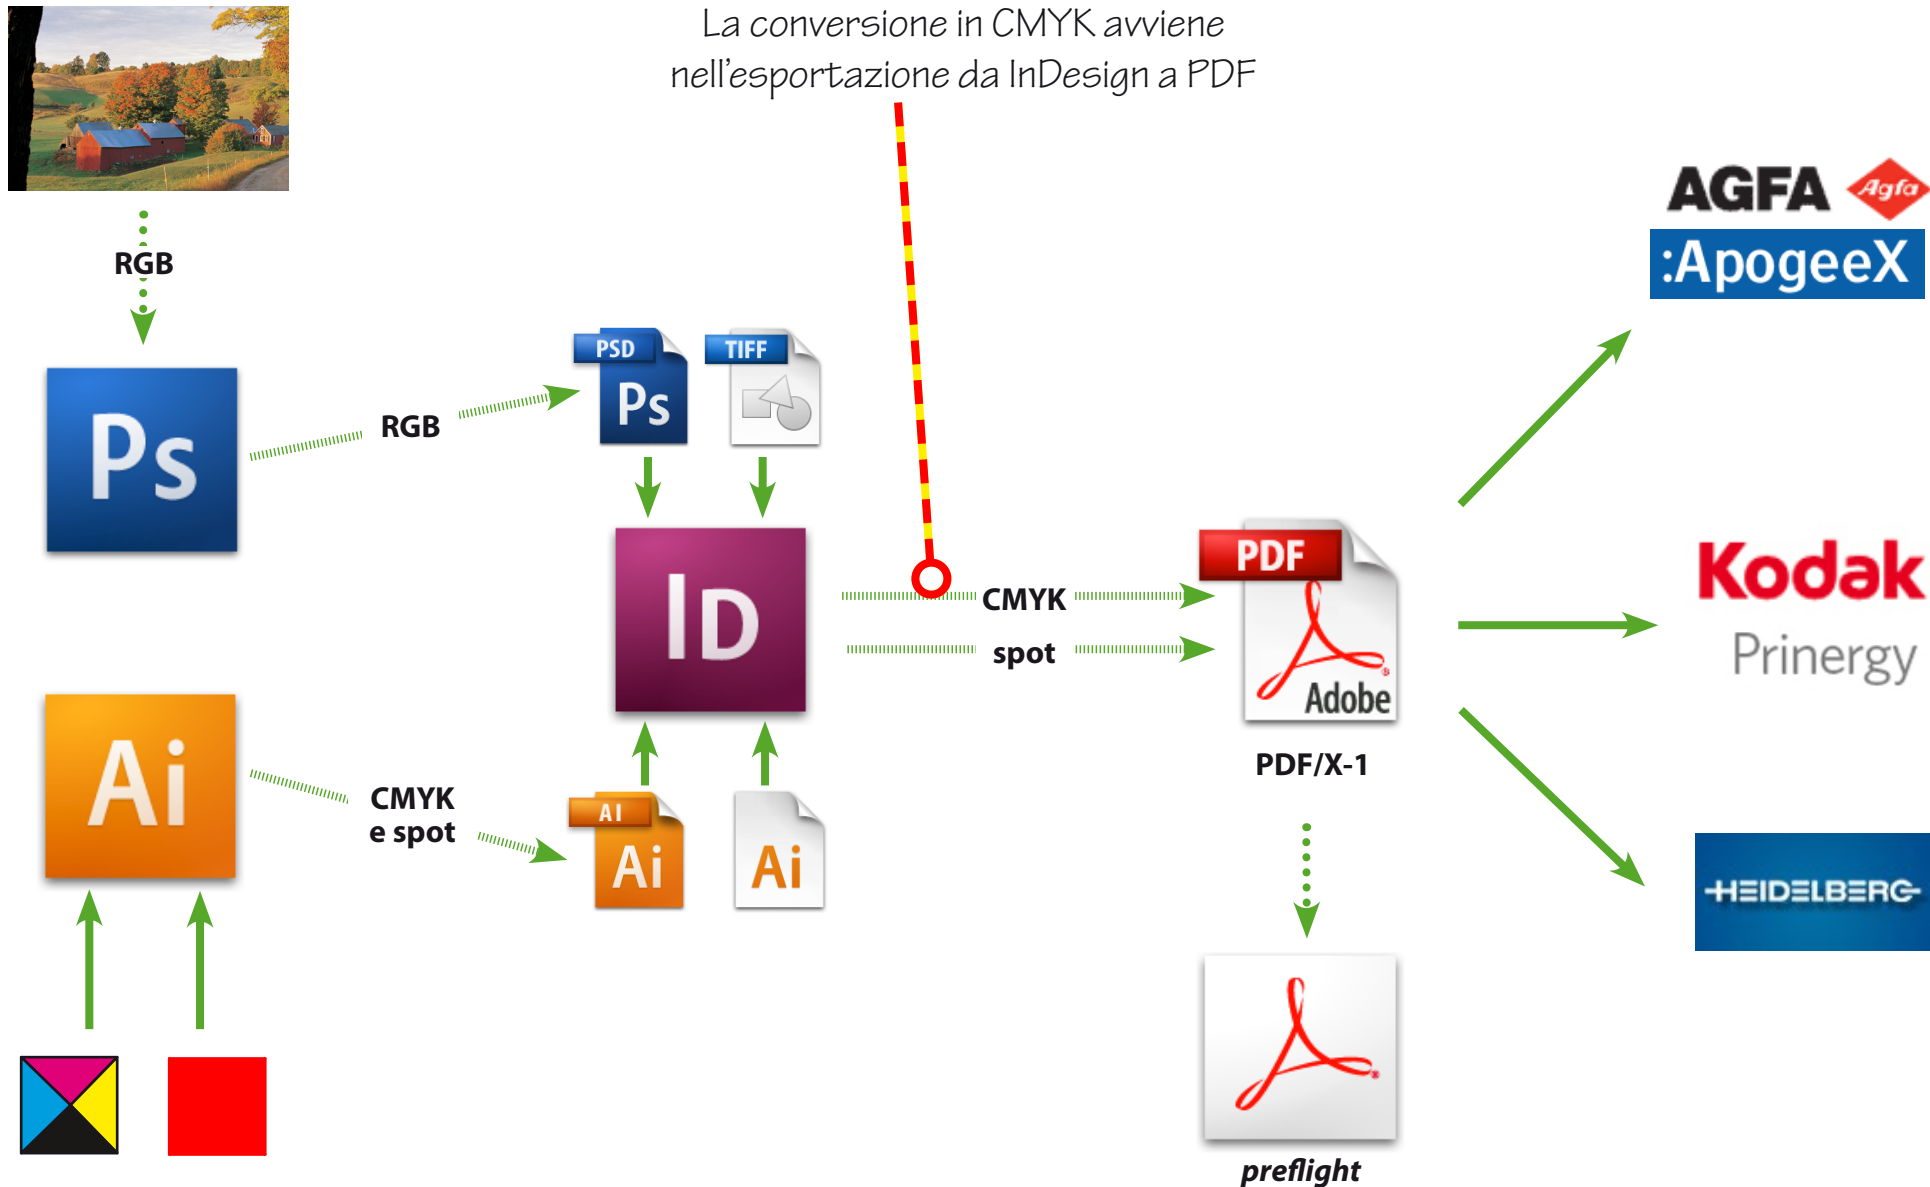 La conversione in CMYK avviene
nell'esportazione da InDesign a PDF
RGB
Ps
RGB
PSD
Ps
TIFF
ID
CMYK
spot
PDF
Adobe
PDF/X-1
preflight
Ai
CMYK
e spot
AI
Ai
Ai
AGFA
Agfa
:ApogeeX
Kodak
Prinergy
HEIDELBERG